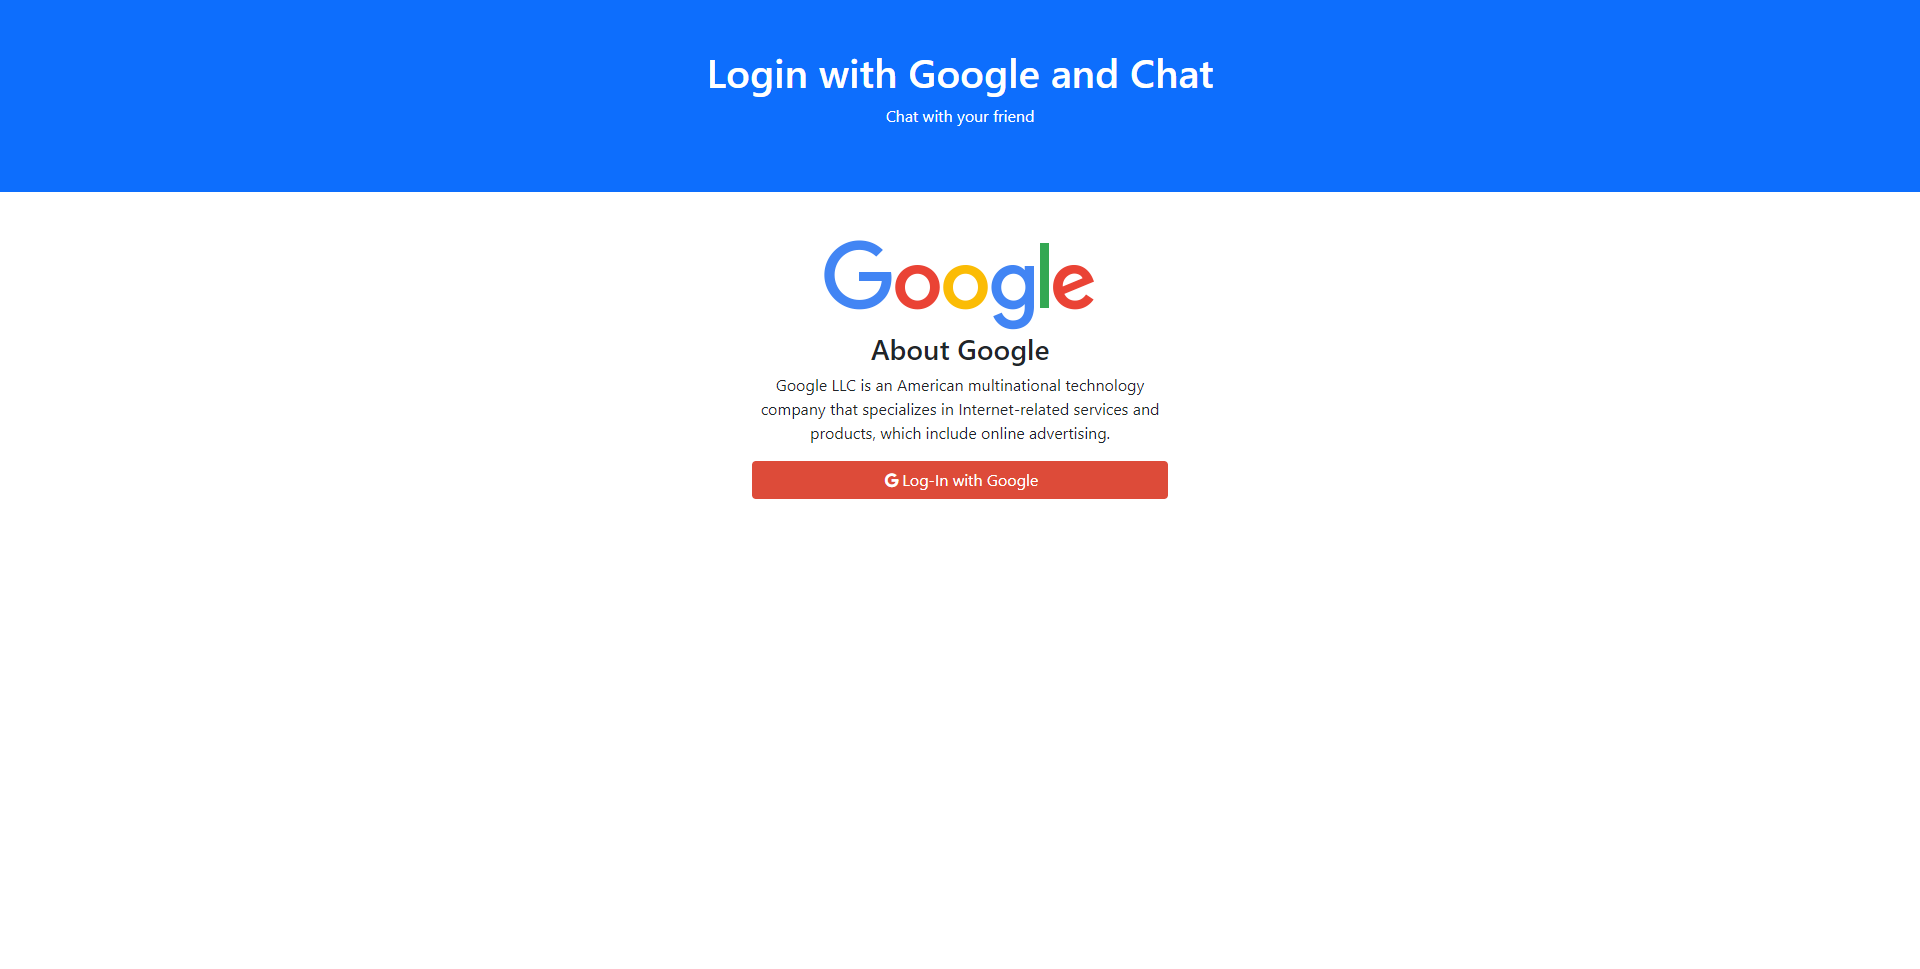 Login with Google and Chat
Chat with your friend
Google
About Google
Google LLC is an American multinational technology
company that specializes in Internet-related services and
products, which include online advertising.
G Log-In with Google